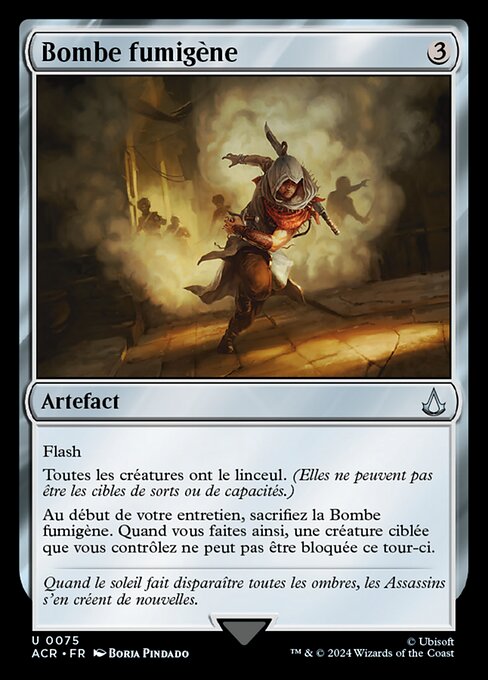 Bombe fumigène 3
Artefact
Flash
Toutes les créatures ont le linceul. (Elles ne peuvent pas
être les cibles de sorts ou de capacités.)
Au début de votre entretien, sacrifiez la Bombe
fumigène. Quand vous faites ainsi, une créature ciblée
que vous contrôlez ne peut pas être bloquée ce tour-ci.
Quand le soleil fait disparaître toutes les ombres, les Assassins
s'en créent de nouvelles.
U 0075 © Ubisoft
ACR • FR Borja Pindado ™ & © 2024 Wizards of the Coast